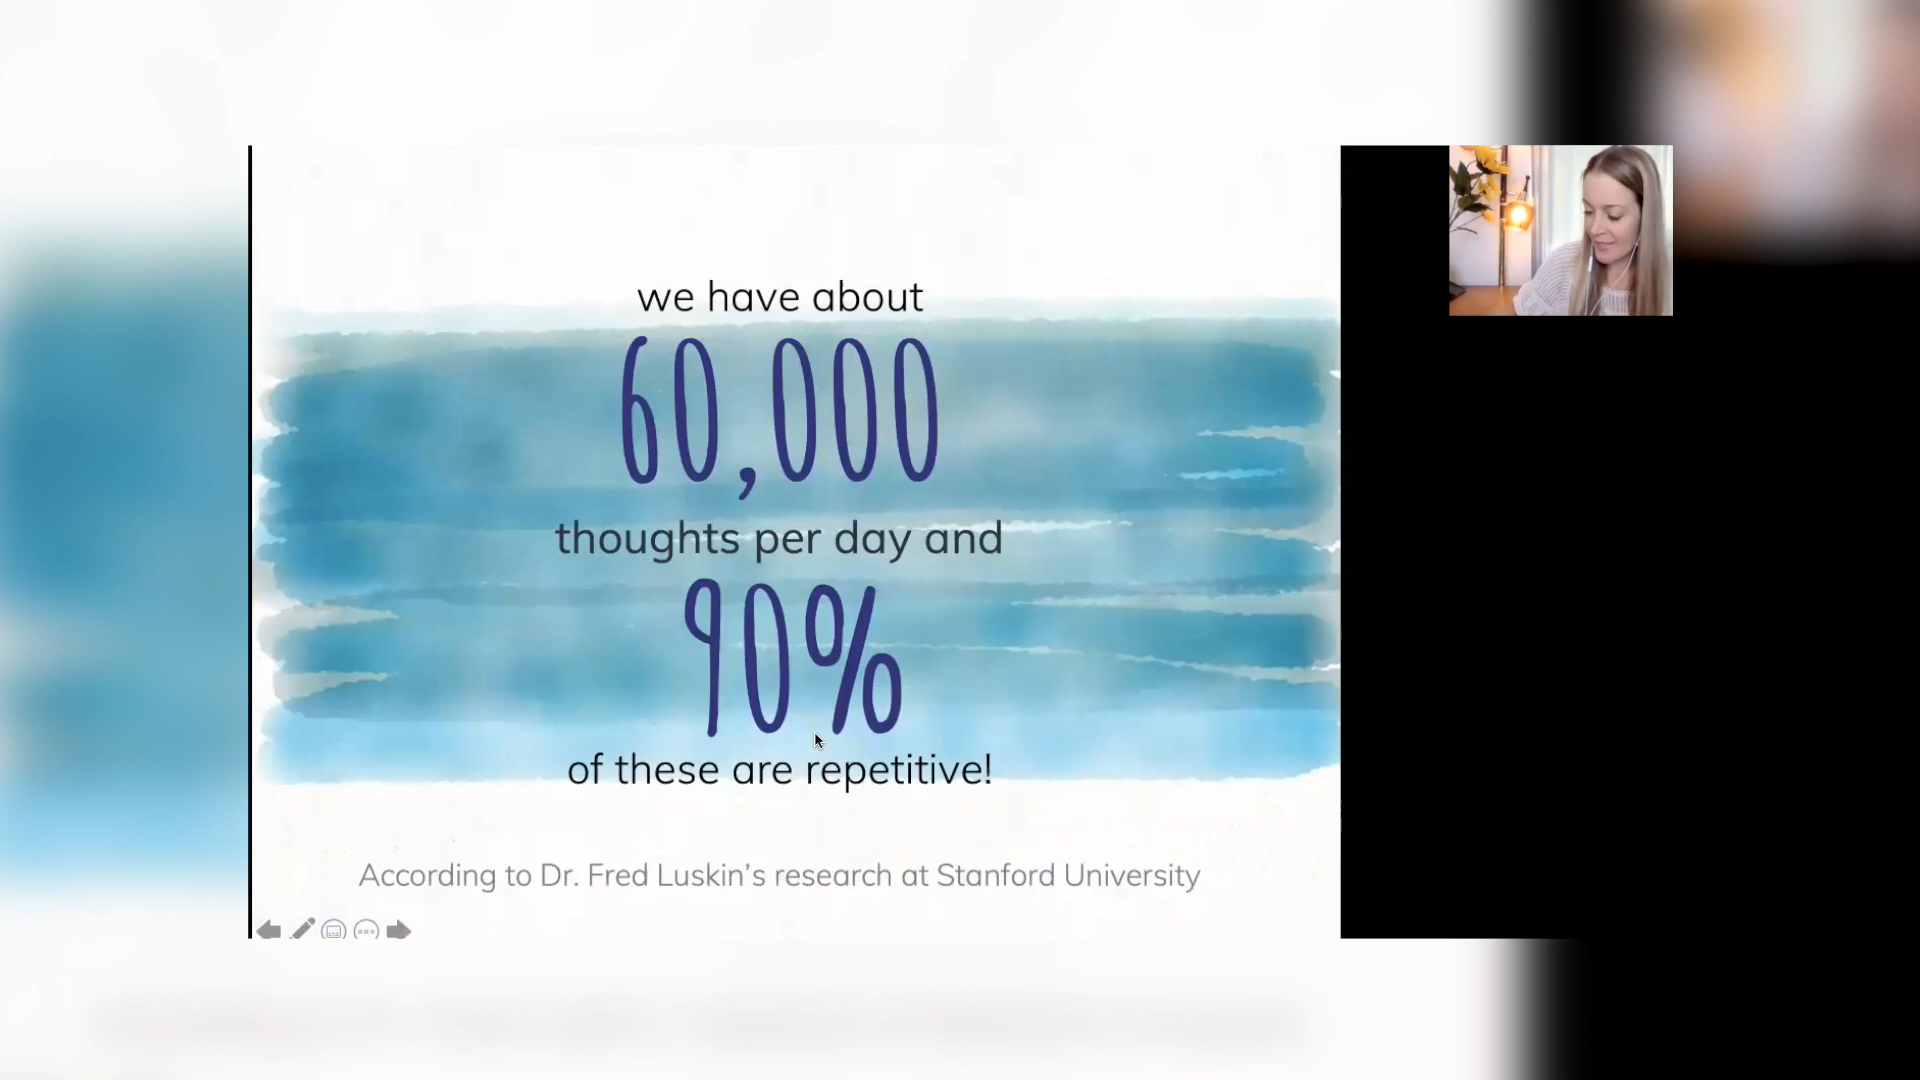 we have about
60,000
thoughts per day and
90%
of these are repetitive!
According to Dr. Fred Luskin's research at Stanford University